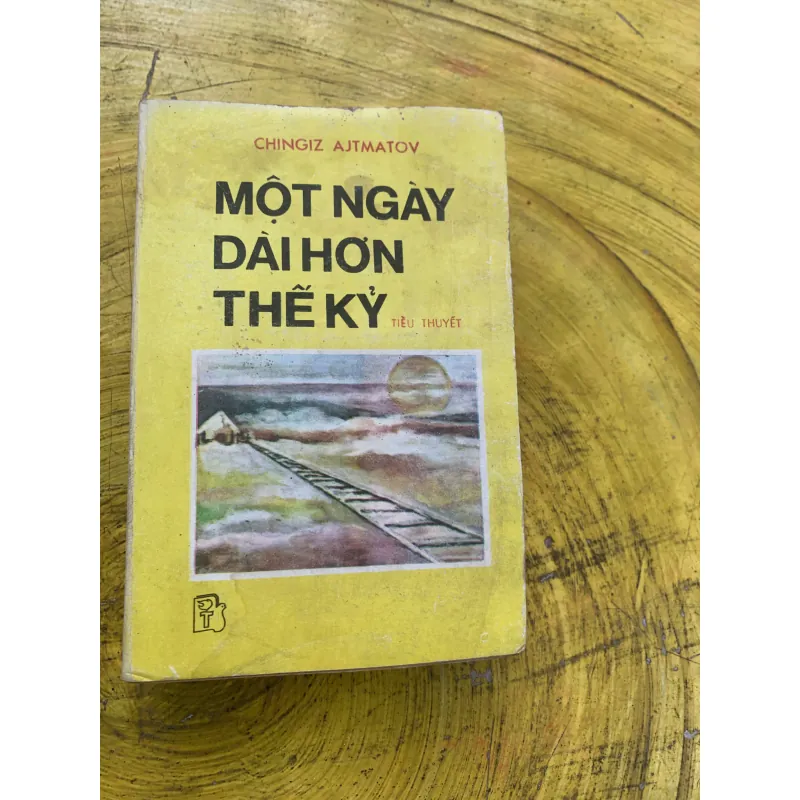 CHINGIZ AJTMATOV
MỘT NGÀY
DÀI HƠN
THẾ KỶ
TIỂU THUYẾT
T